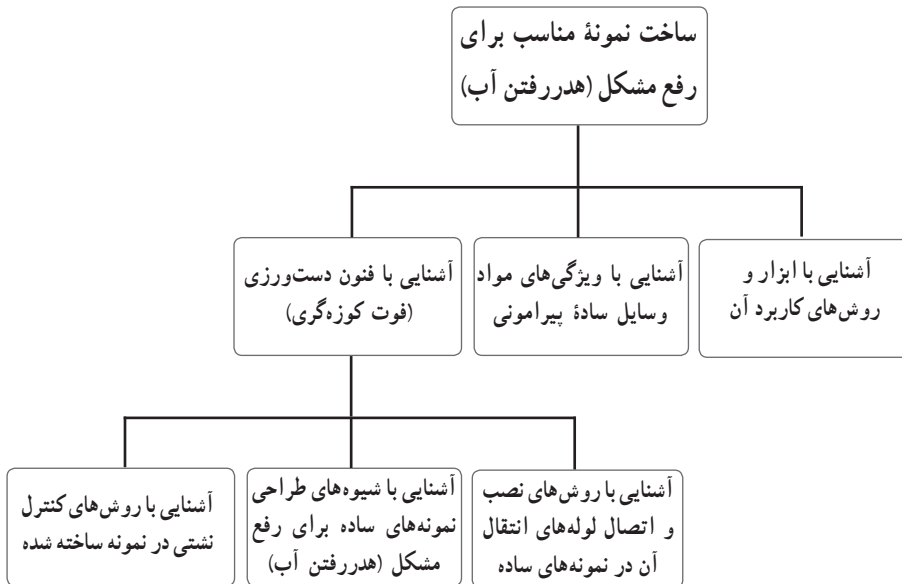 ساخت نمونهٔ مناسب برای
رفع مشکل (هدررفتن آب)
آشنایی با ابزار و
روش‌های کاربرد آن
آشنایی با ویژگی‌های مواد
وسایل سادهٔ پیرامونی
آشنایی با فنون دست‌ورزی
(فوت کوزه‌گری)
آشنایی با روش‌های نصب
و اتصال لوله‌های انتقال
آن در نمونه‌های ساده
آشنایی با شیوه‌های طراحی
نمونه‌های ساده برای رفع
مشکل (هدررفتن آب)
آشنایی با روش‌های کنترل
نشتی در نمونه ساخته شده